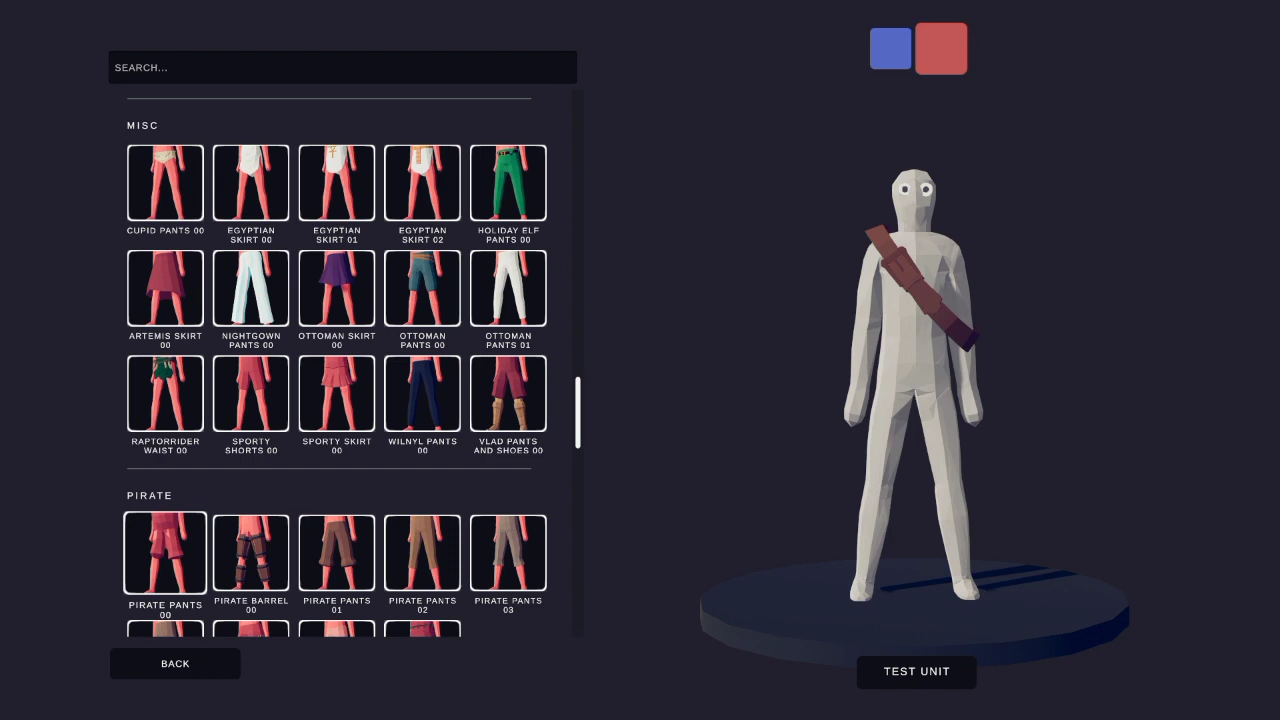 SEARCH...
MISC
CUPID PANTS 00
EGYPTIAN
SKIRT 00
EGYPTIAN
SKIRT 01
EGYPTIAN
SKIRT 02
HOLIDAY ELF
PANTS 00
ARTEMIS SKIRT
00
NIGHTGOWN
PANTS 00
OTTOMAN SKIRT
00
OTTOMAN
PANTS 00
OTTOMAN
PANTS 01
RAPTORRIDER
WAIST 00
SPORTY
SHORTS 00
SPORTY SKIRT
00
WILNYL PANTS
00
VLAD PANTS
AND SHOES 00
PIRATE
PIRATE PANTS
00
PIRATE BARREL
00
PIRATE PANTS
01
PIRATE PANTS
02
PIRATE PANTS
03
BACK
TEST UNIT